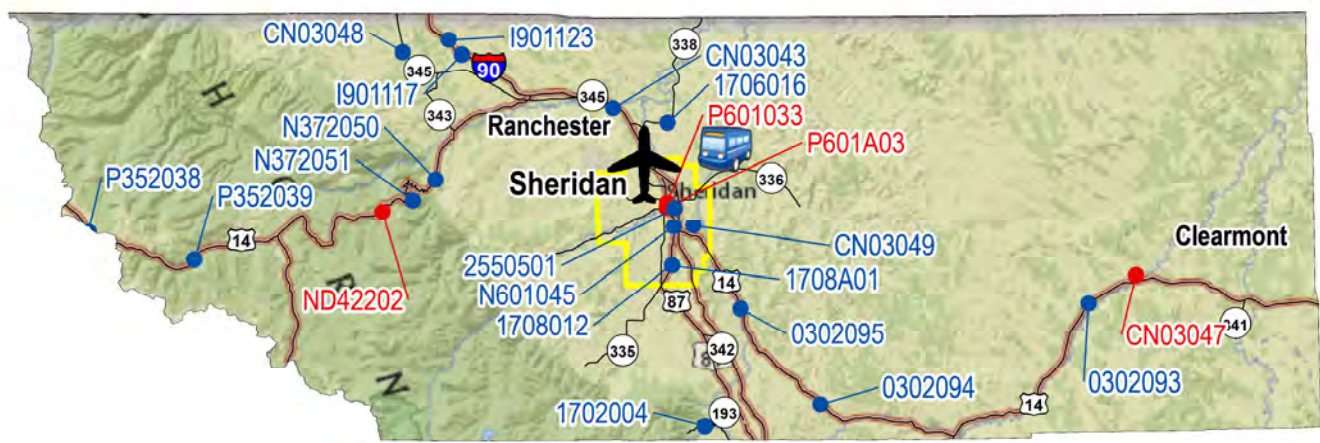 CN03048
I901123
338
CN03043
345
90
1706016
I901117
345
P601033
343
Ranchester
N372050
P601A03
H
N372051
Sheridan
336
P352038
Sheridan
P352039
O
R
N
14
CN03049
Clearmont
2550501
ND42202
N601045
14
1708A01
87
1708012
0302095
CN03047
341
335
342
8
0302094
0302093
14
1702004
193